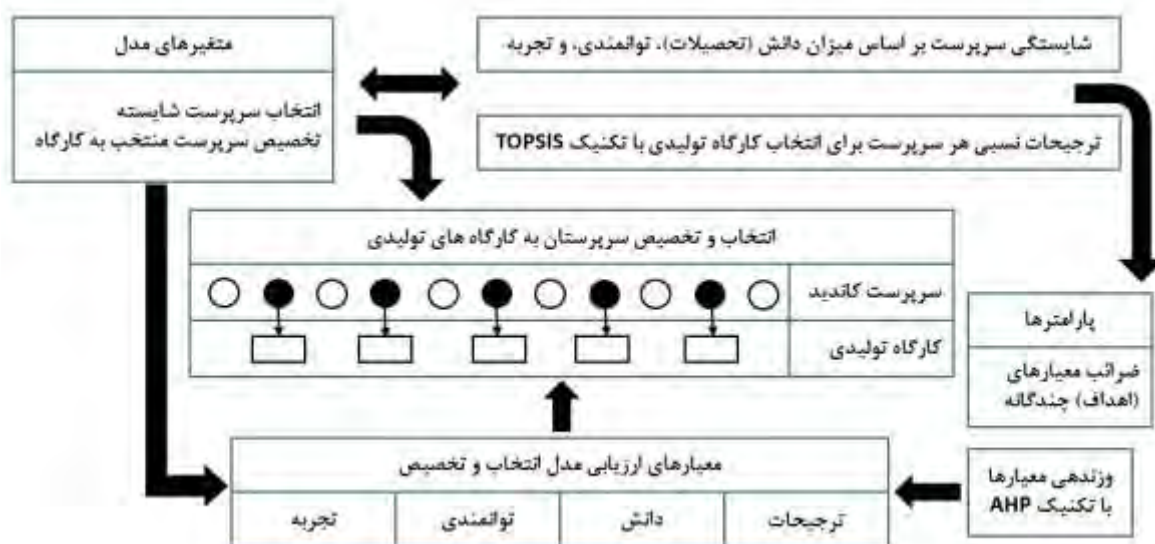 شایستگی سرپرست بر اساس میزان دانش (تحصیلات)، توانمندی، و تجربه
متغیرهای مدل
انتخاب سرپرست شایسته
تخصیص سرپرست منتخب به کارگاه
ترجیحات نسبی هر سرپرست برای انتخاب کارگاه تولیدی با تکنیک TOPSIS
انتخاب و تخصیص سرپرستان به کارگاه های تولیدی
سرپرست کاندید
کارگاه تولیدی
پارامترها
ضرائب معیارهای
(اهداف) چندگانه
معیارهای ارزیابی مدل انتخاب و تخصیص
ترجیحات
دانش
توانمندی
تجربه
وزندهی معیارها
با تکنیک AHP